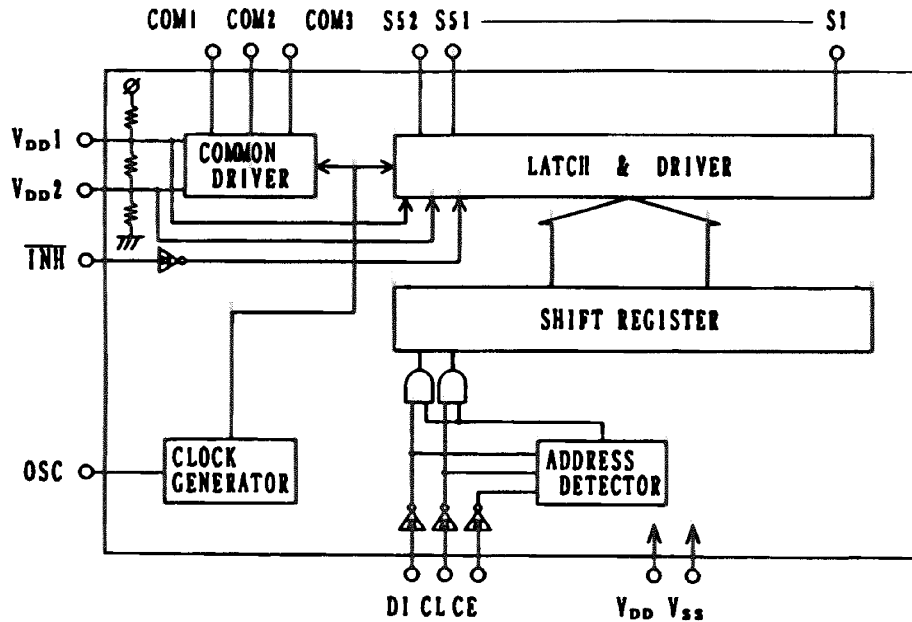 COM1 COM2 COM3 S52 S51 S1
VDD1
COMMON
DRIVER
LATCH & DRIVER
VDD2
INH
SHIFT REGISTER
OSC
CLOCK
GENERATOR
ADDRESS
DETECTOR
DI CL CE VDD VSS